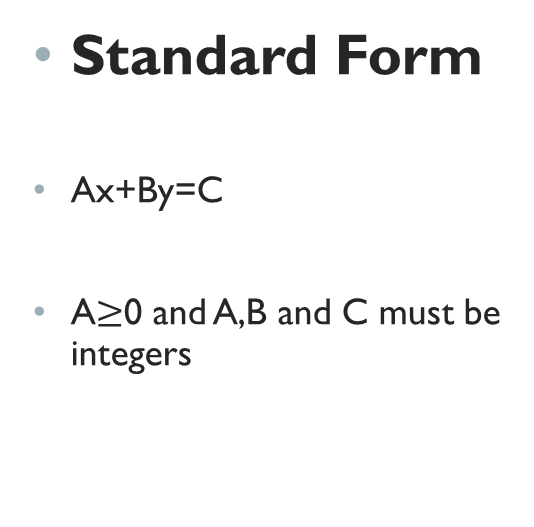 • Standard Form
• Ax+By=C
• A≥0 and A,B and C must be
integers